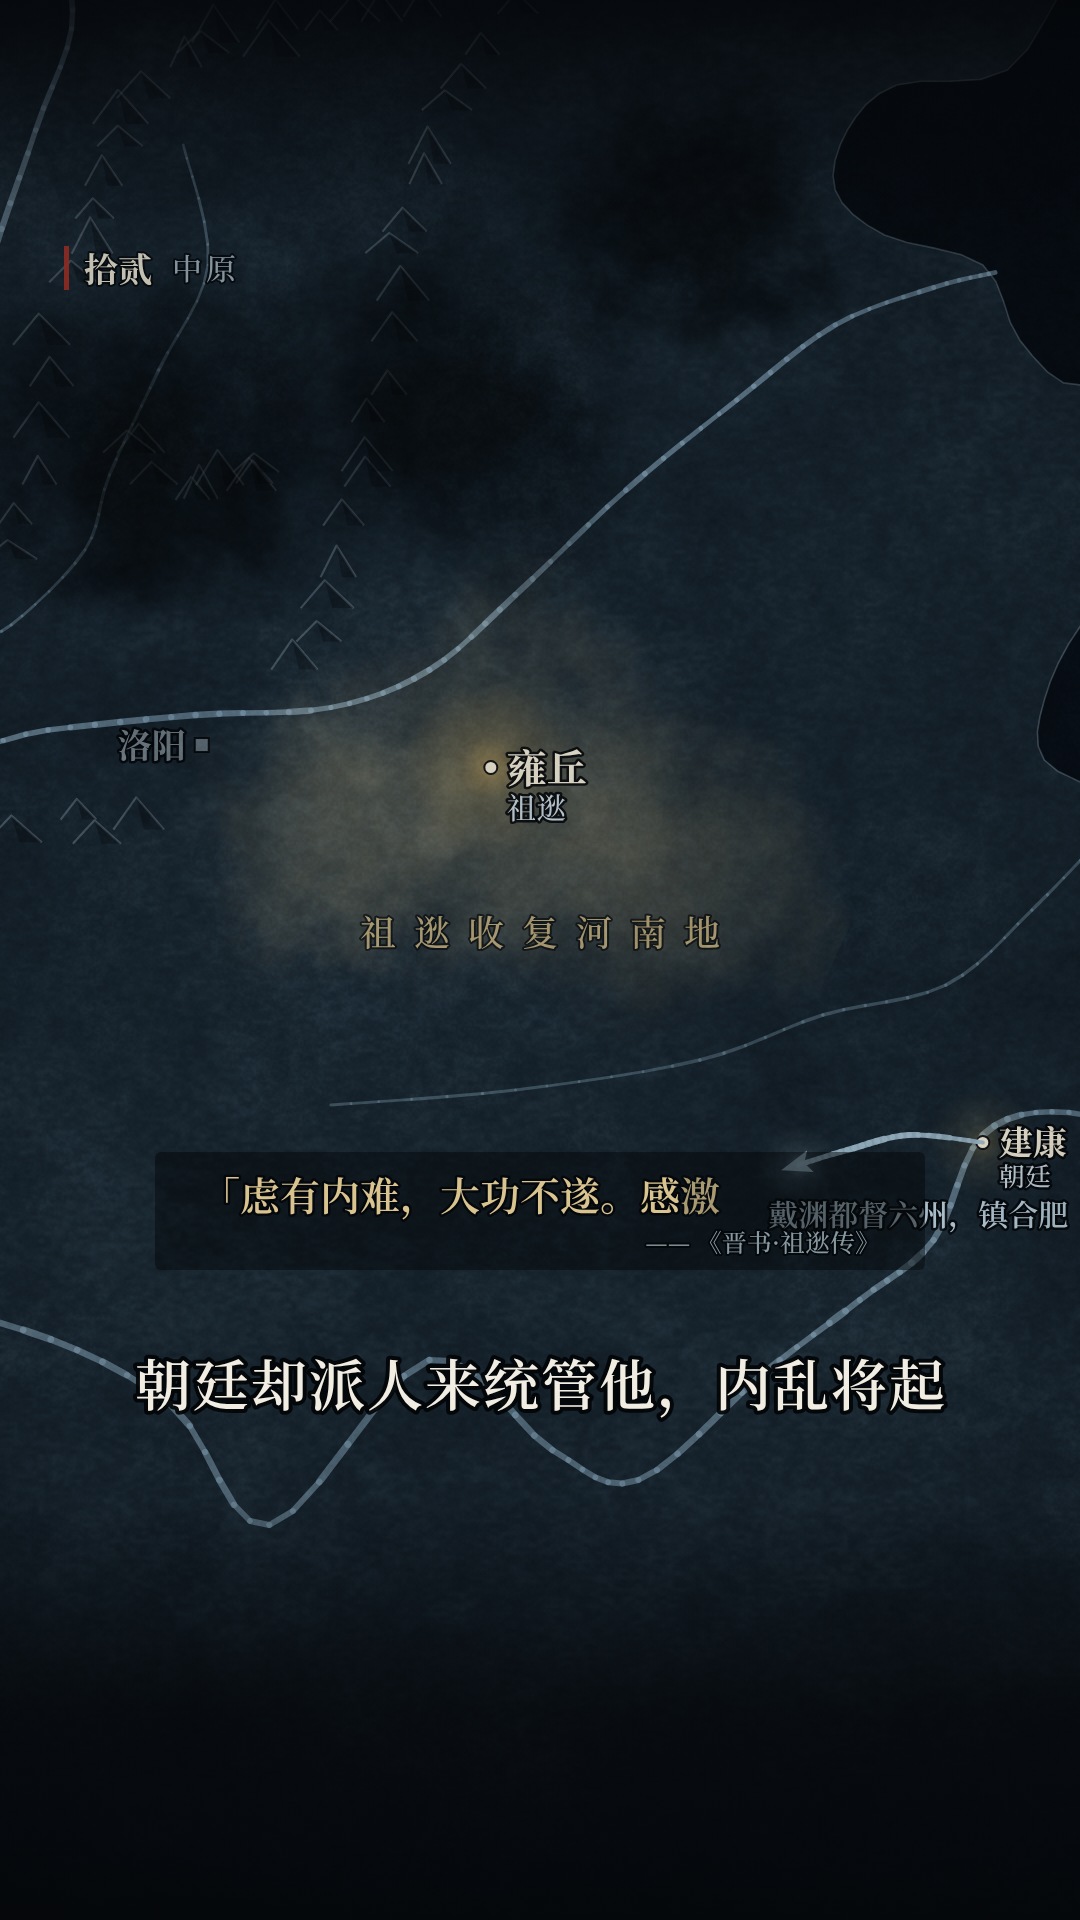 拾贰 中原
洛阳
雍丘
祖逖
祖逖收复河南地
建康
朝廷
「虑有内难，大功不遂。感激
戴渊都督六州，镇合肥
——《晋书·祖逖传》
朝廷却派人来统管他，内乱将起